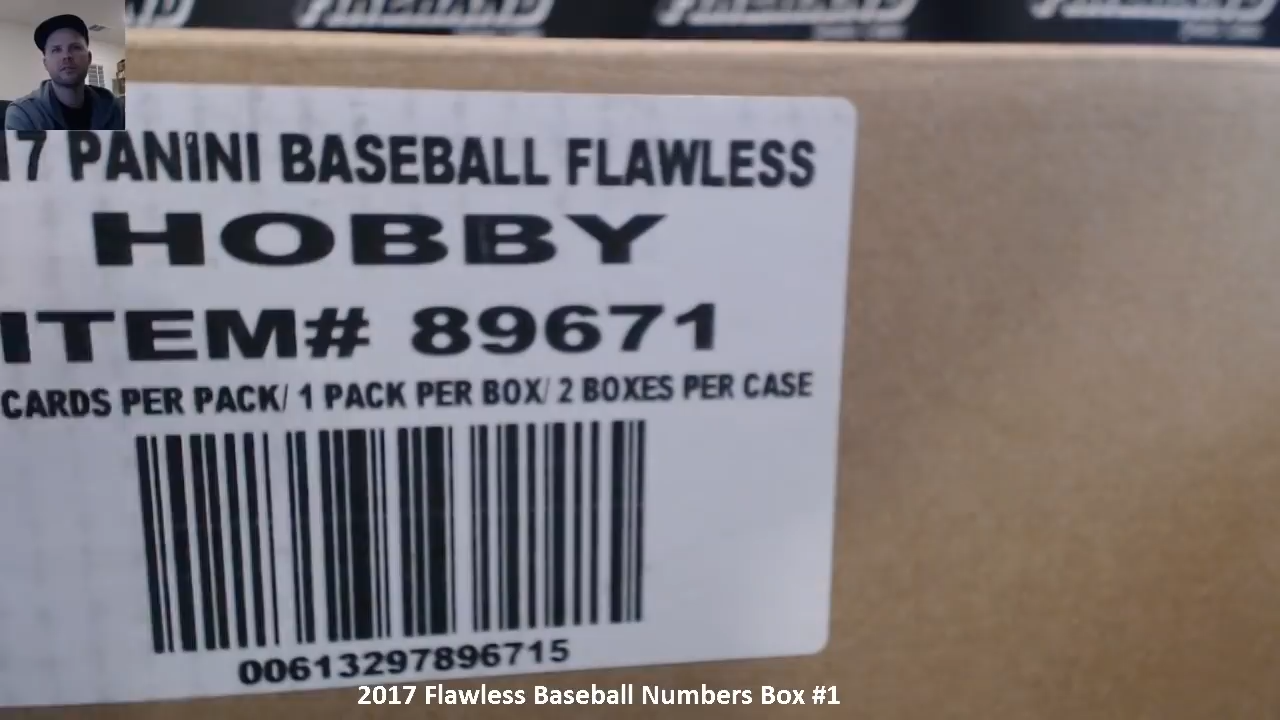 17 PANINI BASEBALL FLAWLESS
HOBBY
ITEM# 89671
CARDS PER PACK/ 1 PACK PER BOX/ 2 BOXES PER CASE
00613297896715
2017 Flawless Baseball Numbers Box #1